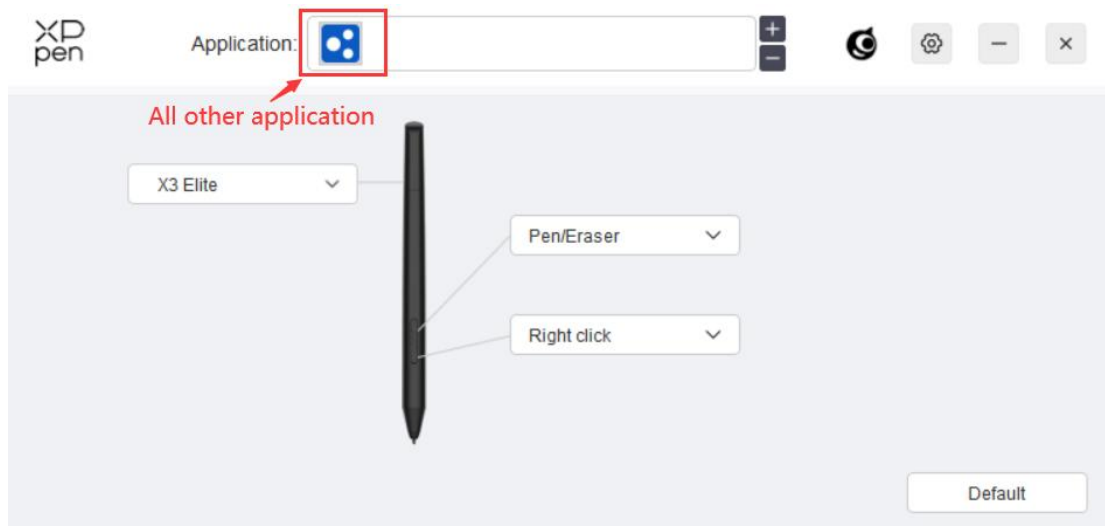 XP
pen
Application:
All other application
X3 Elite
Pen/Eraser
Right click
Default